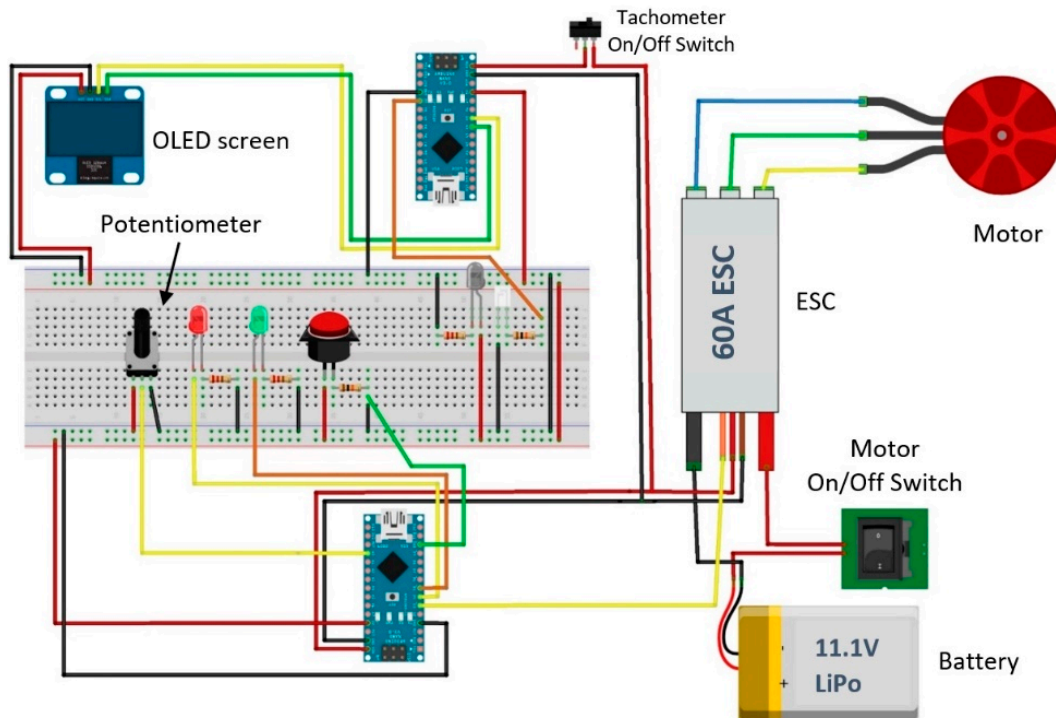 Tachometer
On/Off Switch
OLED screen
Potentiometer
Motor
60A ESC
ESC
Motor
On/Off Switch
11.1V
LiPo
-
+
Battery